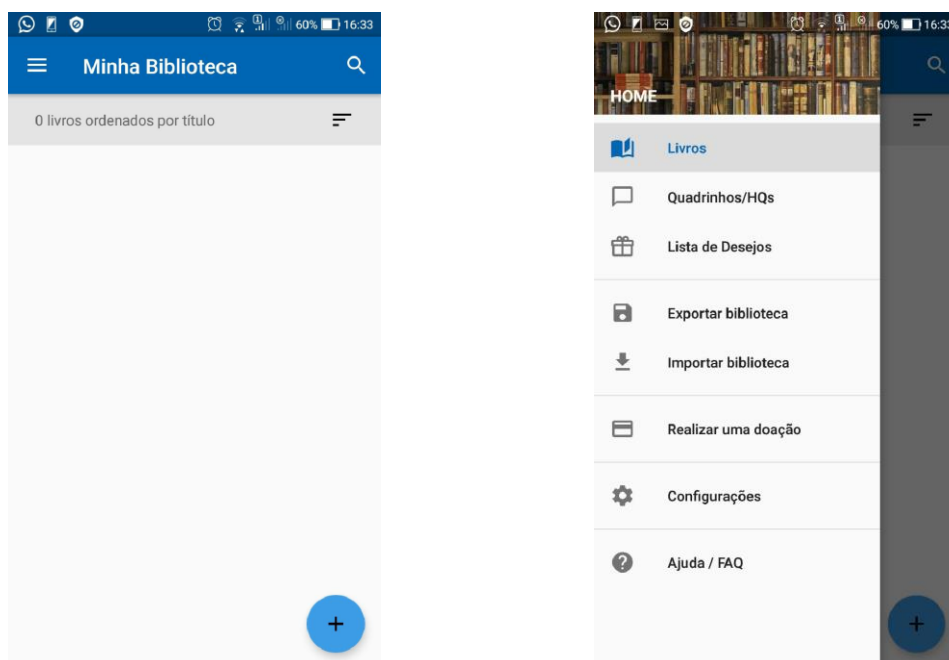 60% 16:33
Minha Biblioteca
0 livros ordenados por título
60% 16:33
HOME
Livros
Quadrinhos/HQs
Lista de Desejos
Exportar biblioteca
Importar biblioteca
Realizar uma doação
Configurações
Ajuda / FAQ